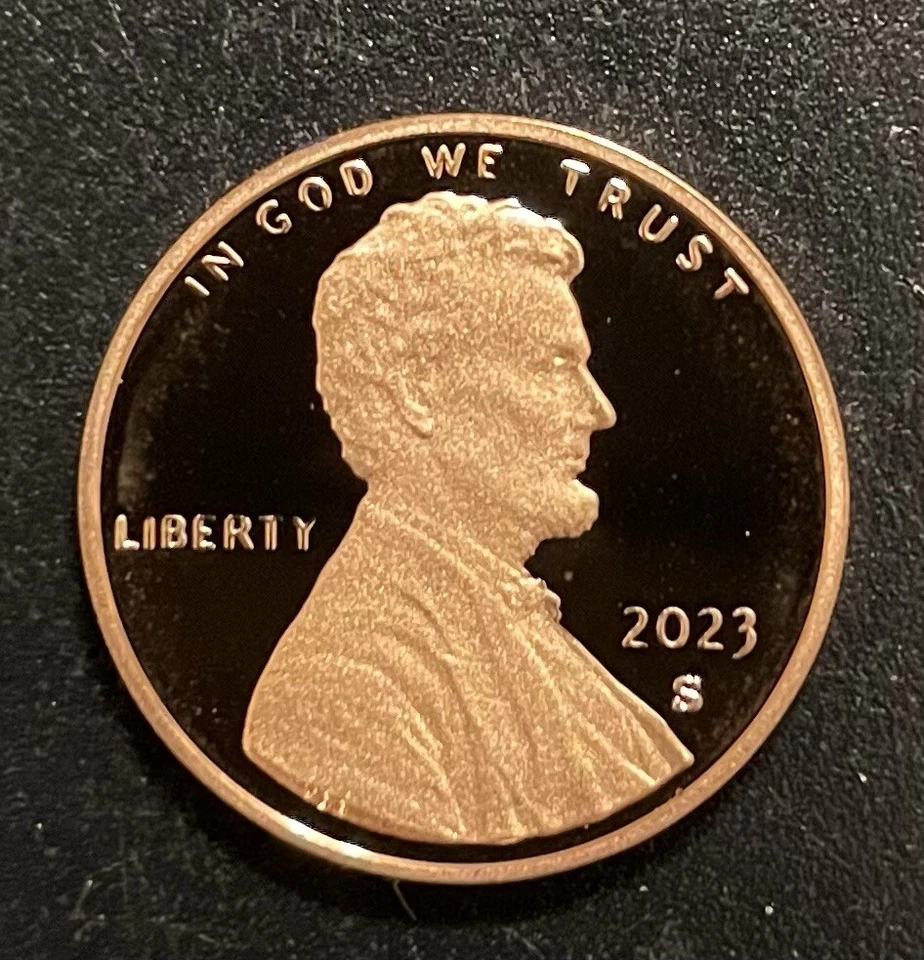 IN GOD WE TRUST
LIBERTY
2023
S